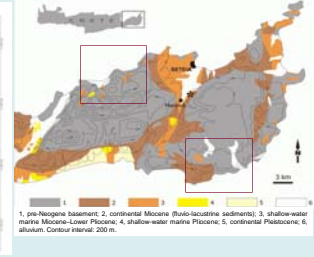 CRETE
SITEIA
N
3 km
1 2 3 4 5 6
1, pre-Neogene basement; 2, continental Miocene (fluvio-lacustrine sediments); 3, shallow-water
marine Miocene–Lower Pliocene; 4, shallow-water marine Pliocene; 5, continental Pleistocene; 6,
alluvium. Contour interval: 200 m.